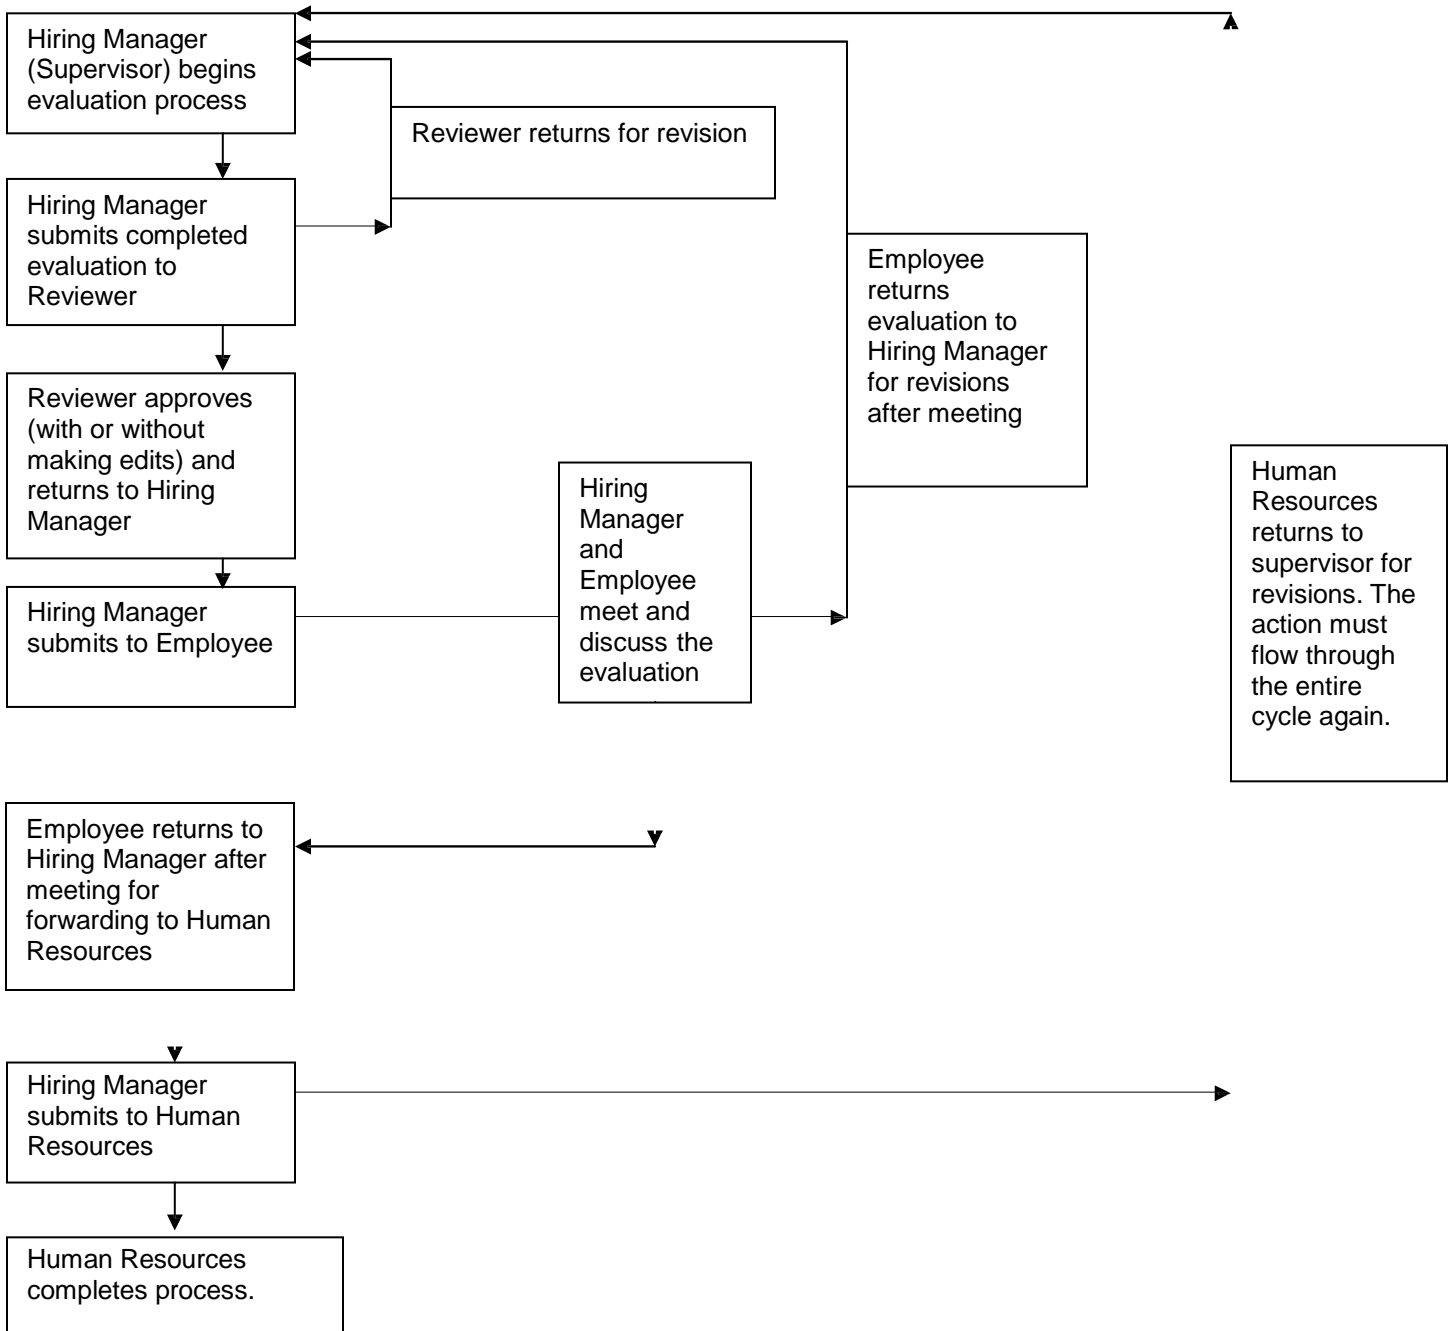 Hiring Manager
(Supervisor) begins
evaluation process
Reviewer returns for revision
Hiring Manager
submits completed
evaluation to
Reviewer
Employee
returns
evaluation to
Hiring Manager
for revisions
after meeting
Reviewer approves
(with or without
making edits) and
returns to Hiring
Manager
Hiring
Manager
and
Employee
meet and
discuss the
evaluation
Human
Resources
returns to
supervisor for
revisions. The
action must
flow through
the entire
cycle again.
Hiring Manager
submits to Employee
Employee returns to
Hiring Manager after
meeting for
forwarding to Human
Resources
Hiring Manager
submits to Human
Resources
Human Resources
completes process.